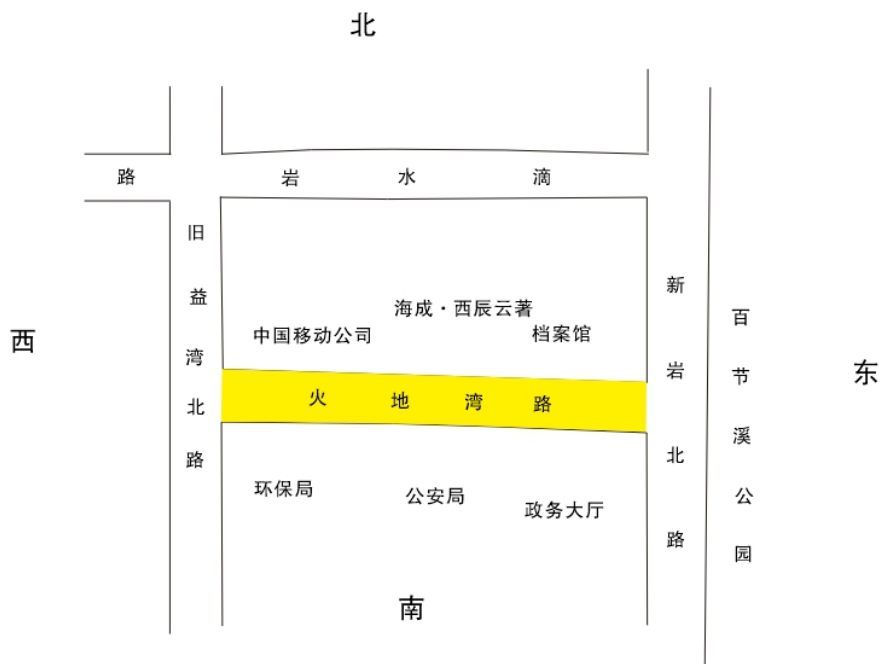 北
路 岩 水 滴
旧益湾北路
海成·西辰云著
中国移动公司
档案馆
新岩北路
百节溪公园
西
东
火地湾路
环保局
公安局
政务大厅
南